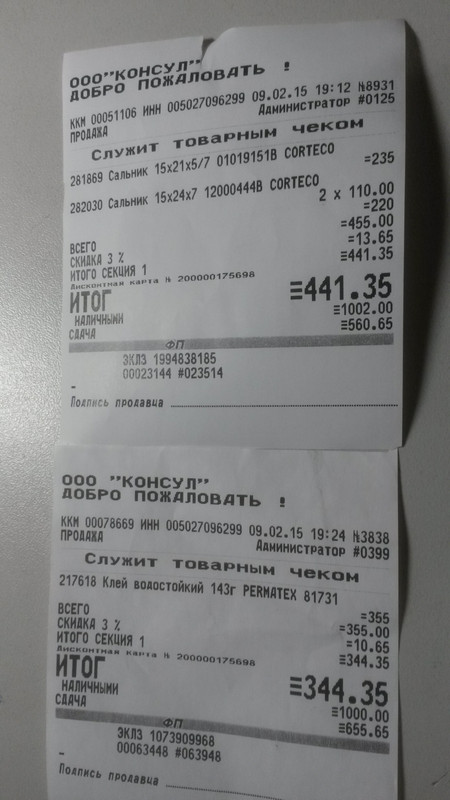 ООО"КОНСУЛ"
ДОБРО ПОЖАЛОВАТЬ !
ККМ 00051106 ИНН 005027096299 09.02.15 19:12 №8931
ПРОДАЖА Администратор #0125
Служит товарным чеком
281869 Сальник 15х21х5/7 01019151В CORTECO
=235
282030 Сальник 15х24х7 12000444В CORTECO
2 х 110.00
=220
ВСЕГО =455.00
СКИДКА 3 % =13.65
ИТОГО СЕКЦИЯ 1 ≡441.35
Дисконтная карта № 200000175698
ИТОГ ≡441.35
НАЛИЧНЫМИ ≡1002.00
СДАЧА ≡560.65
ФП
ЭКЛЗ 1994838185
00023144 #023514
Подпись продавца
ООО "КОНСУЛ"
ДОБРО ПОЖАЛОВАТЬ !
ККМ 00078669 ИНН 005027096299 09.02.15 19:24 №3838
ПРОДАЖА Администратор #0399
Служит товарным чеком
217618 Клей водостойкий 143г PERMATEX 81731
=355
ВСЕГО =355.00
СКИДКА 3 % =10.65
ИТОГО СЕКЦИЯ 1 ≡344.35
Дисконтная карта № 200000175698
ИТОГ ≡344.35
НАЛИЧНЫМИ ≡1000.00
СДАЧА ≡655.65
ФП
ЭКЛЗ 1073909968
00063448 #063948
Подпись продавца